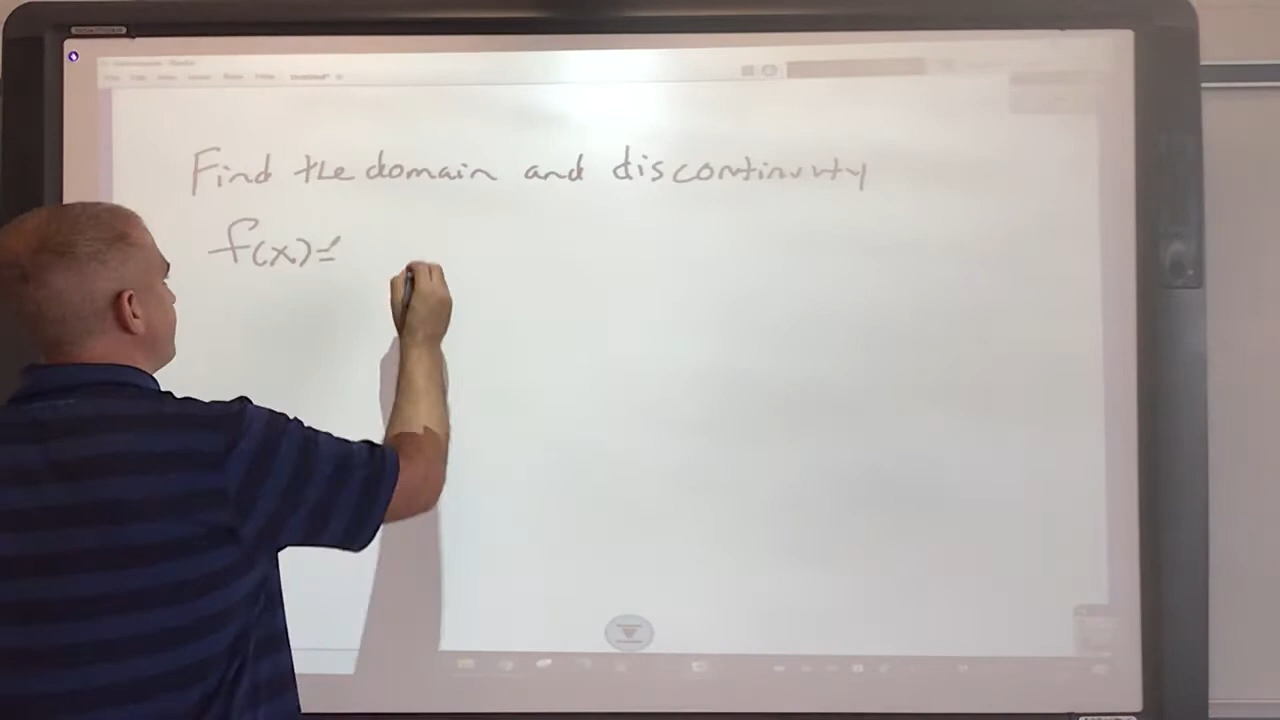 Find the domain and discontinuity
f(x)=